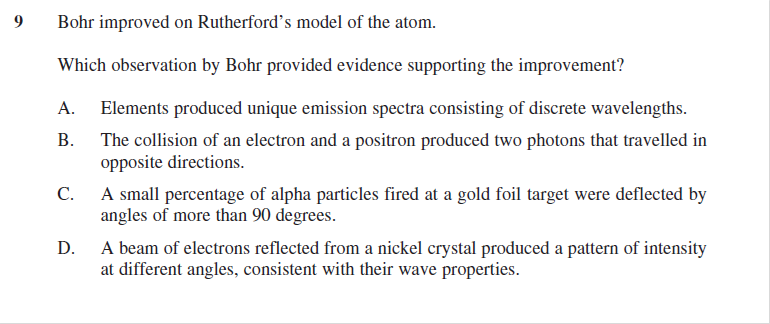 9 Bohr improved on Rutherford’s model of the atom.
Which observation by Bohr provided evidence supporting the improvement?
A. Elements produced unique emission spectra consisting of discrete wavelengths.
B. The collision of an electron and a positron produced two photons that travelled in
opposite directions.
C. A small percentage of alpha particles fired at a gold foil target were deflected by
angles of more than 90 degrees.
D. A beam of electrons reflected from a nickel crystal produced a pattern of intensity
at different angles, consistent with their wave properties.